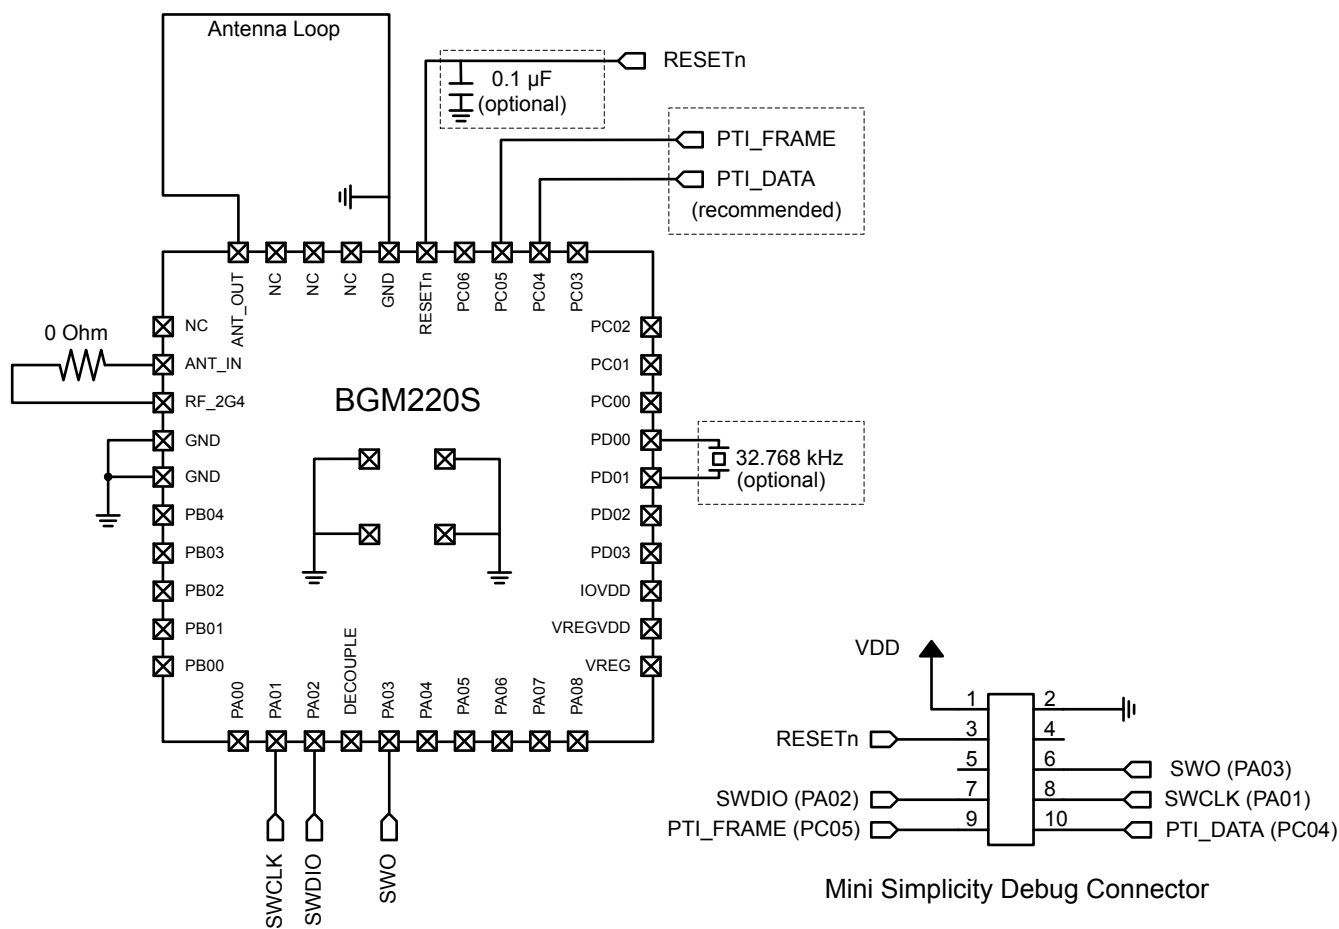 Antenna Loop
RESETn
0.1 µF
(optional)
PTI_FRAME
PTI_DATA
(recommended)
ANT_OUT
NC
NC
NC
GND
RESETn
PC06
PC05
PC04
PC03
0 Ohm
NC
ANT_IN
RF_2G4
GND
GND
PB04
PB03
PB02
PB01
PB00
BGM220S
PC02
PC01
PC00
PD00
PD01
PD02
PD03
IOVDD
VREGVDD
VREG
32.768 kHz
(optional)
PA00
PA01
PA02
DECOUPLE
PA03
PA04
PA05
PA06
PA07
PA08
SWCLK
SWDIO
SWO
VDD
1 2
RESETn 3 4
5 6 SWO (PA03)
SWDIO (PA02) 7 8 SWCLK (PA01)
PTI_FRAME (PC05) 9 10 PTI_DATA (PC04)
Mini Simplicity Debug Connector